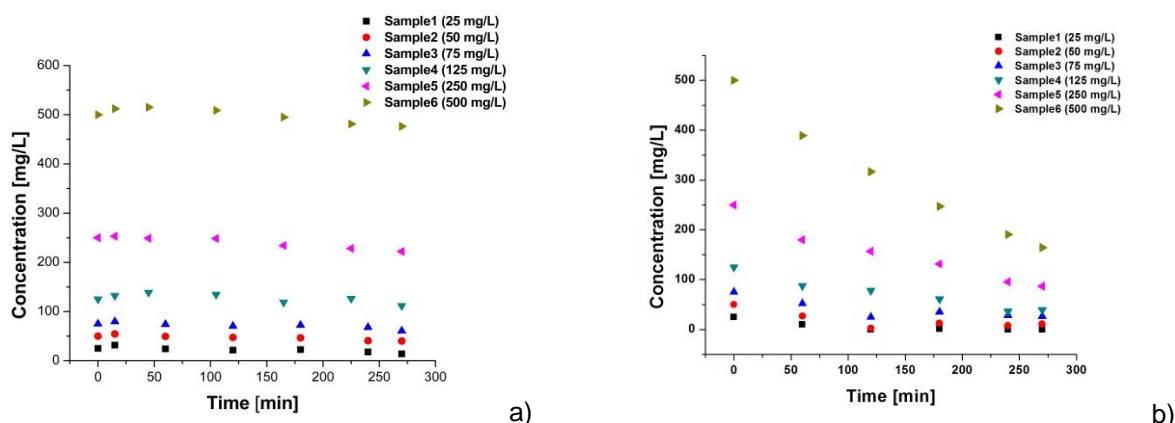 Sample1 (25 mg/L)
Sample2 (50 mg/L)
Sample3 (75 mg/L)
Sample4 (125 mg/L)
Sample5 (250 mg/L)
Sample6 (500 mg/L)
600
500
400
300
200
100
0
Concentration [mg/L]
0 50 100 150 200 250 300
Time [min]
a)
Sample1 (25 mg/L)
Sample2 (50 mg/L)
Sample3 (75 mg/L)
Sample4 (125 mg/L)
Sample5 (250 mg/L)
Sample6 (500 mg/L)
500
400
300
200
100
0
Concentration [mg/L]
0 50 100 150 200 250 300
Time [min]
b)